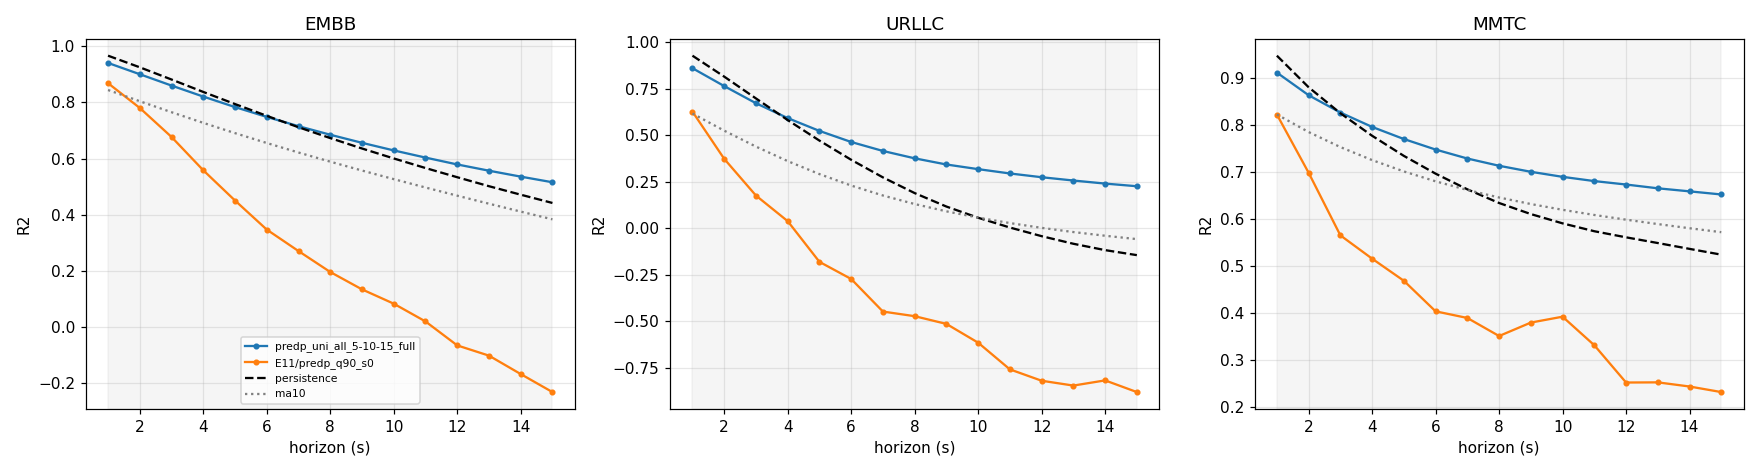 EMBB
1.0
0.8
0.6
0.4
0.2
0.0
−0.2
R2
2 4 6 8 10 12 14
horizon (s)
predp_uni_all_5-10-15_full
E11/predp_q90_s0
persistence
ma10
URLLC
1.00
0.75
0.50
0.25
0.00
−0.25
−0.50
−0.75
R2
2 4 6 8 10 12 14
horizon (s)
MMTC
0.9
0.8
0.7
0.6
0.5
0.4
0.3
0.2
R2
2 4 6 8 10 12 14
horizon (s)